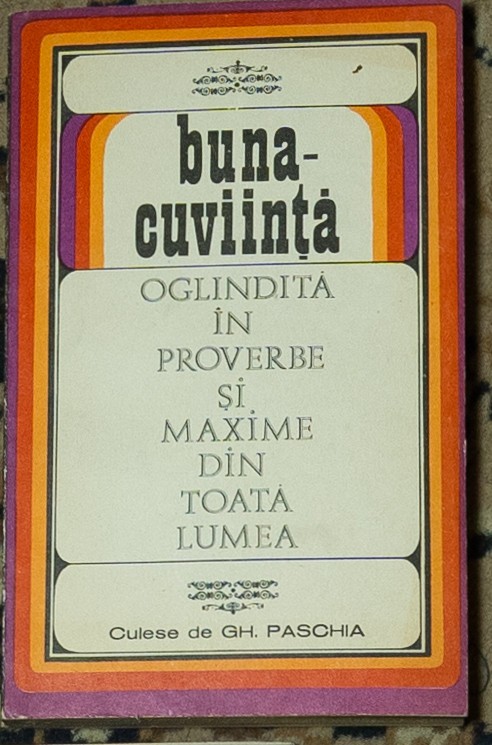 buna-
cuviință
OGLINDITĂ
ÎN
PROVERBE
ȘI
MAXIME
DIN
TOATĂ
LUMEA
Culese de GH. PASCHIA